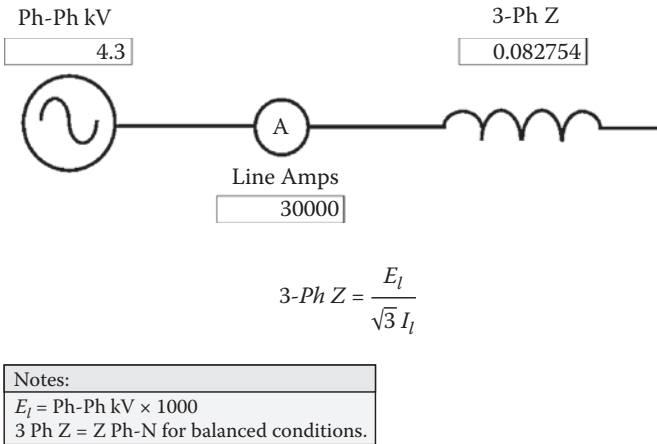 Ph-Ph kV
3-Ph Z
4.3
0.082754
A
Line Amps
30000
3-Ph Z = E_l / √3 I_l
Notes:
E_l = Ph-Ph kV × 1000
3 Ph Z = Z Ph-N for balanced conditions.